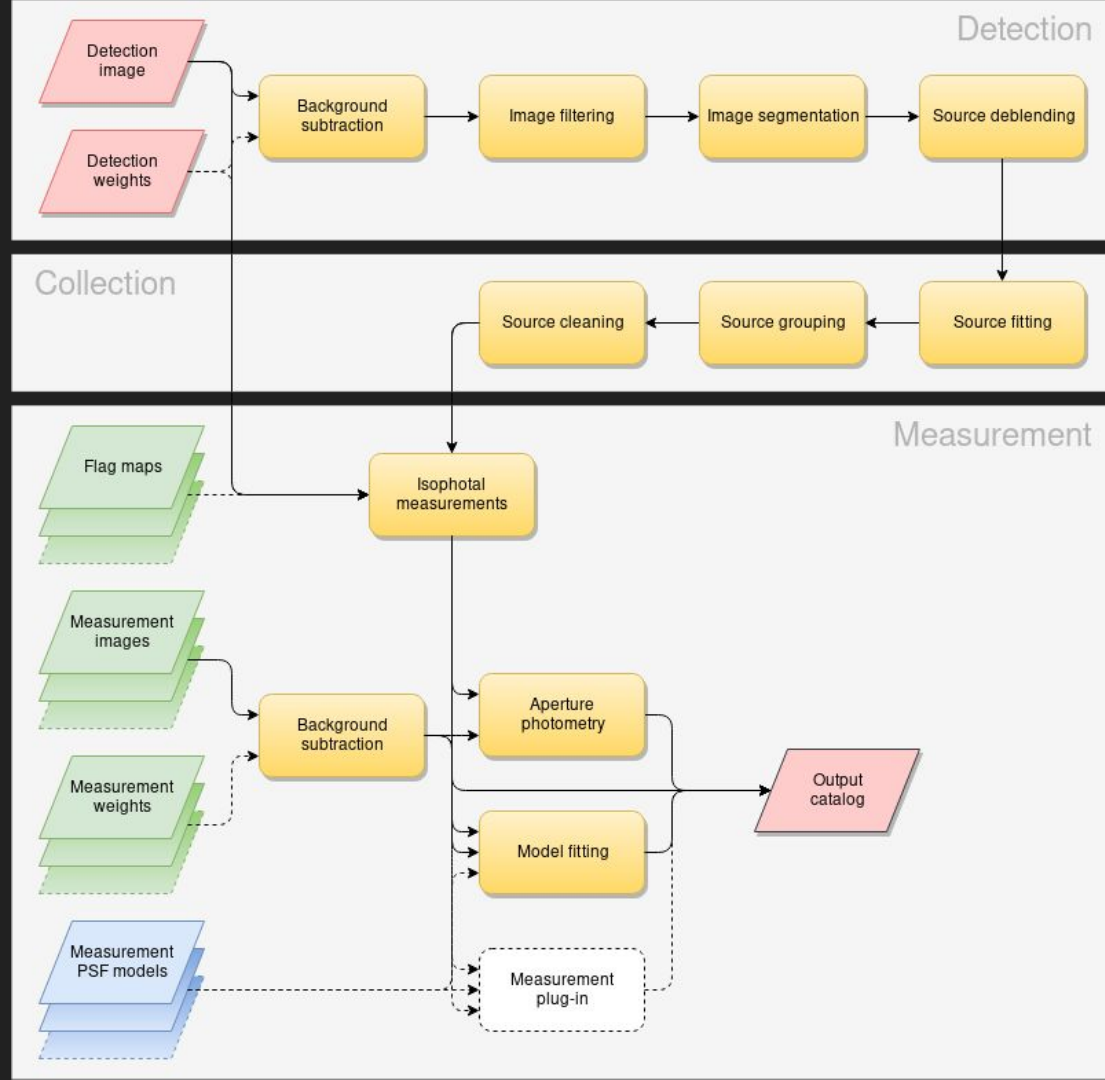 Detection
Detection
image
Detection
weights
Background
subtraction
Image filtering
Image segmentation
Source deblending
Collection
Source cleaning
Source grouping
Source fitting
Measurement
Flag maps
Isophotal
measurements
Measurement
images
Measurement
weights
Background
subtraction
Aperture
photometry
Output
catalog
Model fitting
Measurement
PSF models
Measurement
plug-in